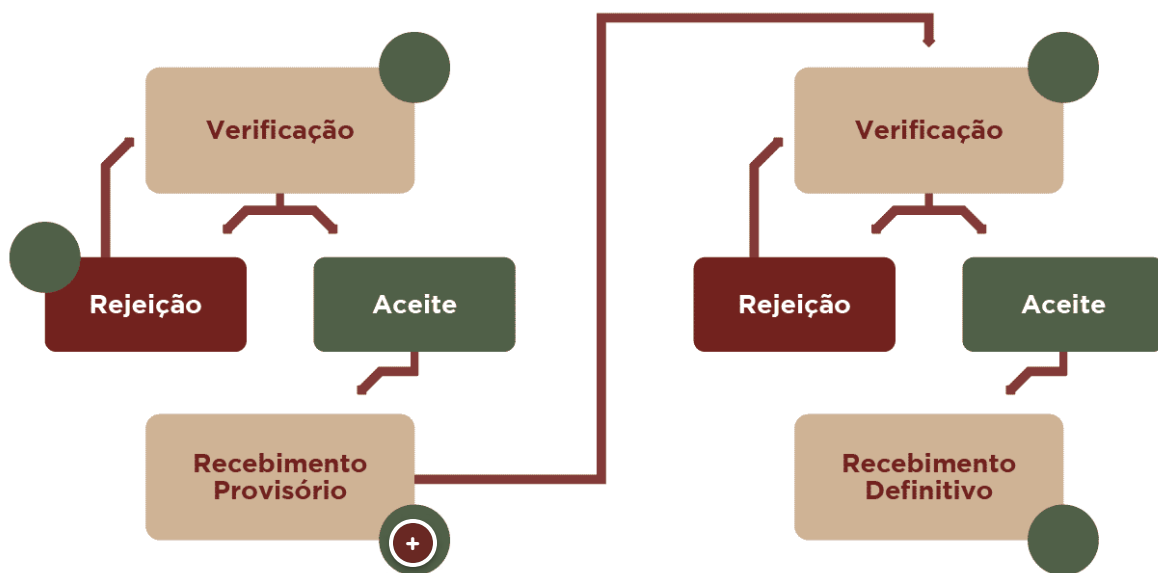 Verificação
Rejeição
Aceite
Recebimento
Provisório
+
Verificação
Rejeição
Aceite
Recebimento
Definitivo